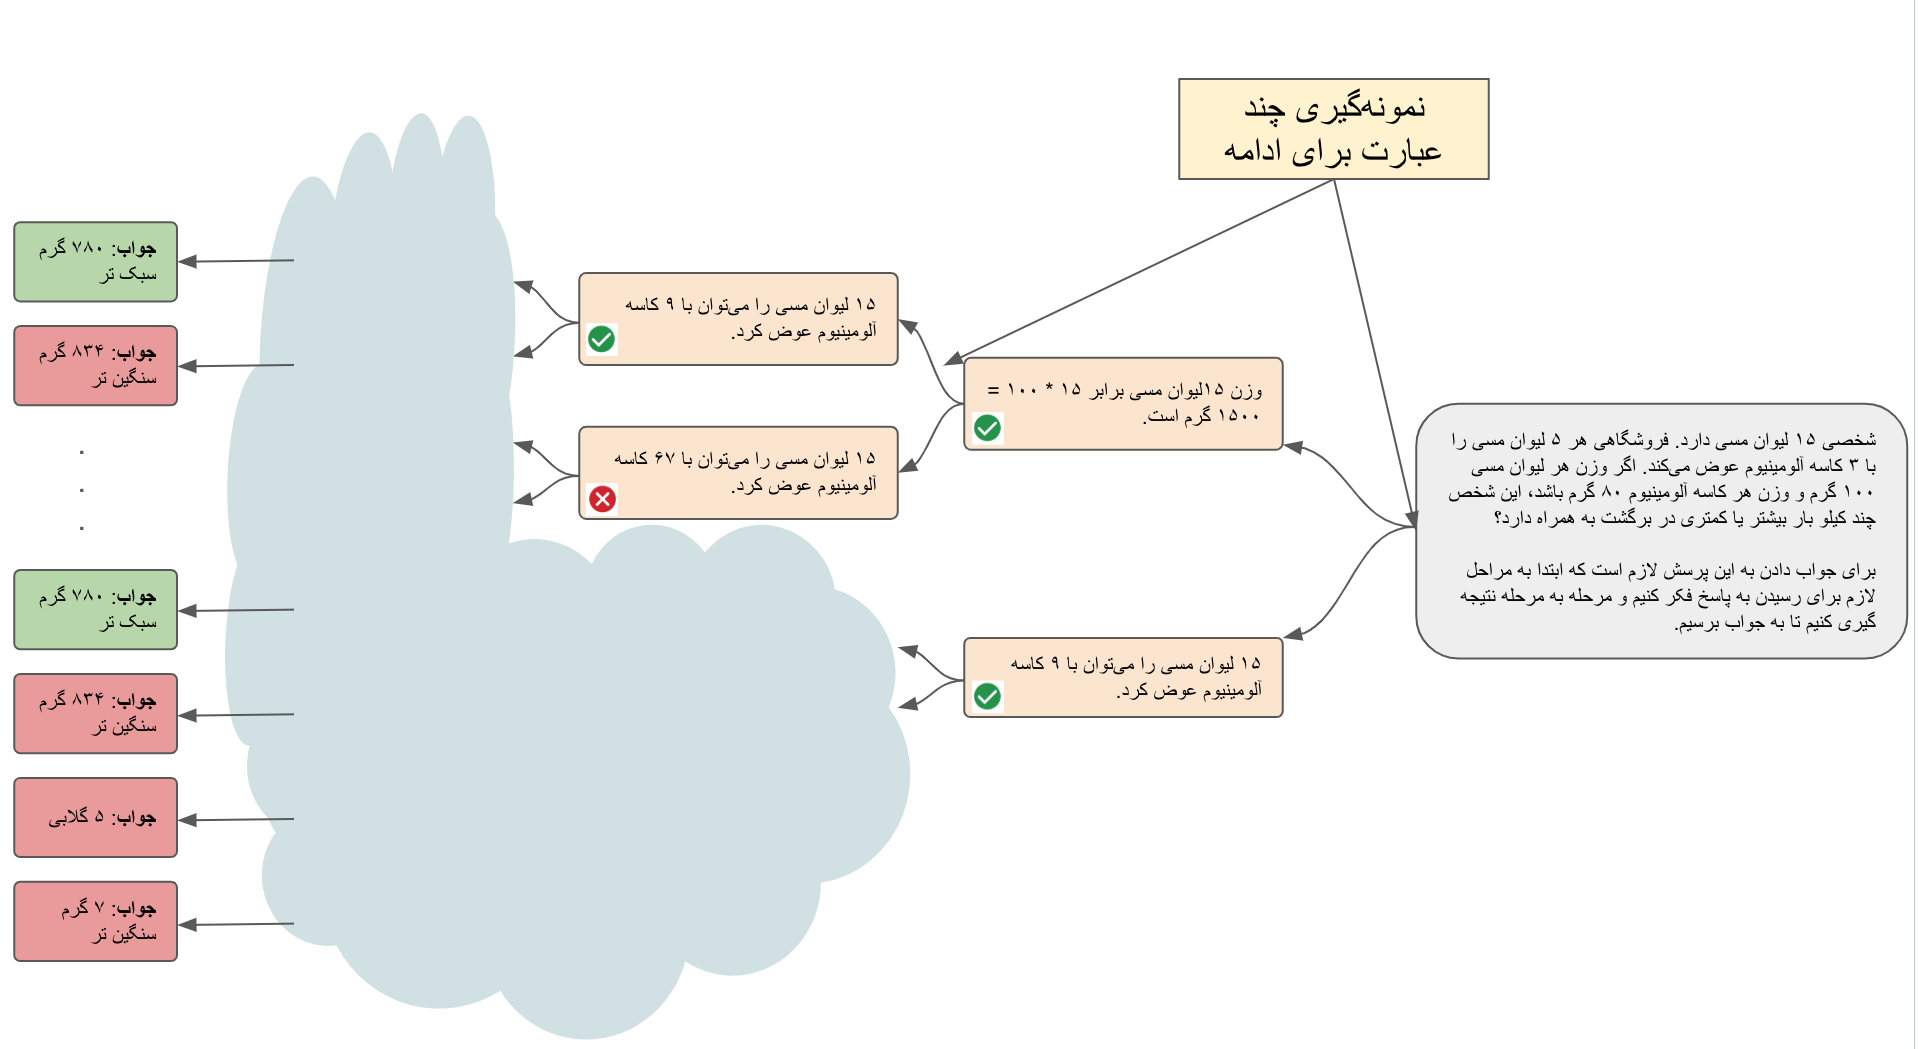 نمونه‌گیری چند
عبارت برای ادامه
شخصی ۱۵ لیوان مسی دارد. فروشگاهی هر ۵ لیوان مسی را
با ۳ کاسه آلومینیوم عوض می‌کند. اگر وزن هر لیوان مسی
۱۰۰ گرم و وزن هر کاسه آلومینیوم ۸۰ گرم باشد، این شخص
چند کیلو بار بیشتر یا کمتری در برگشت به همراه دارد؟
برای جواب دادن به این پرسش لازم است که ابتدا به مراحل
لازم برای رسیدن به پاسخ فکر کنیم و مرحله به مرحله نتیجه
گیری کنیم تا به جواب برسیم.
وزن ۱۵لیوان مسی برابر ۱۵ * ۱۰۰ =
۱۵۰۰ گرم است.
۱۵ لیوان مسی را می‌توان با ۹ کاسه
آلومینیوم عوض کرد.
۱۵ لیوان مسی را می‌توان با ۹ کاسه
آلومینیوم عوض کرد.
۱۵ لیوان مسی را می‌توان با ۶۷ کاسه
آلومینیوم عوض کرد.
جواب: ۷۸۰ گرم
سبک تر
جواب: ۸۳۴ گرم
سنگین تر
.
.
.
جواب: ۷۸۰ گرم
سبک تر
جواب: ۸۳۴ گرم
سنگین تر
جواب: ۵ گلابی
جواب: ۷ گرم
سنگین تر